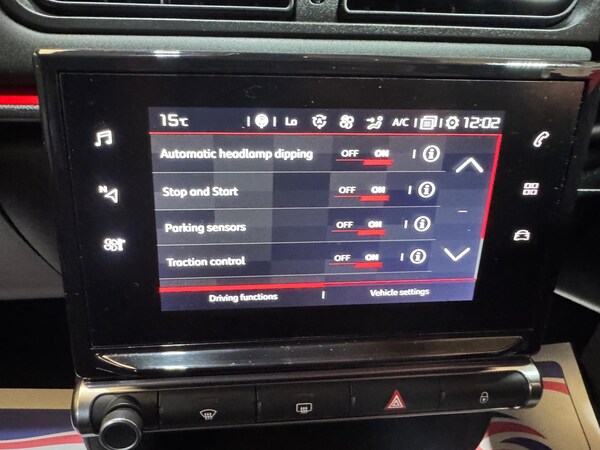 15°C Lo A A/C 12:02
Automatic headlamp dipping OFF ON i
Stop and Start OFF ON i
Parking sensors OFF ON i
Traction control OFF ON i
Driving functions Vehicle settings
N